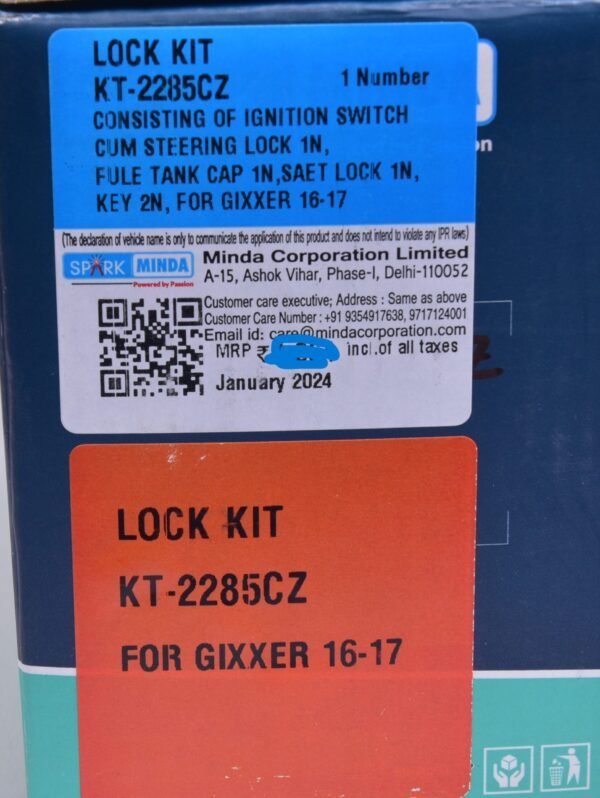 LOCK KIT
KT-2285CZ 1 Number
CONSISTING OF IGNITION SWITCH
CUM STEERING LOCK 1N,
FULE TANK CAP 1N,SAET LOCK 1N,
KEY 2N, FOR GIXXER 16-17
(The declaration of vehicle name is only to communicate the application of this product and does not intend to violate any IPR laws)
SPARK MINDA
Powered by Passion
Minda Corporation Limited
A-15, Ashok Vihar, Phase-I, Delhi-110052
Customer care executive; Address : Same as above
Customer Care Number : +91 9354917638, 9717124001
Email id: care@mindacorporation.com
MRP ₹ incl.of all taxes
January 2024
LOCK KIT
KT-2285CZ
FOR GIXXER 16-17